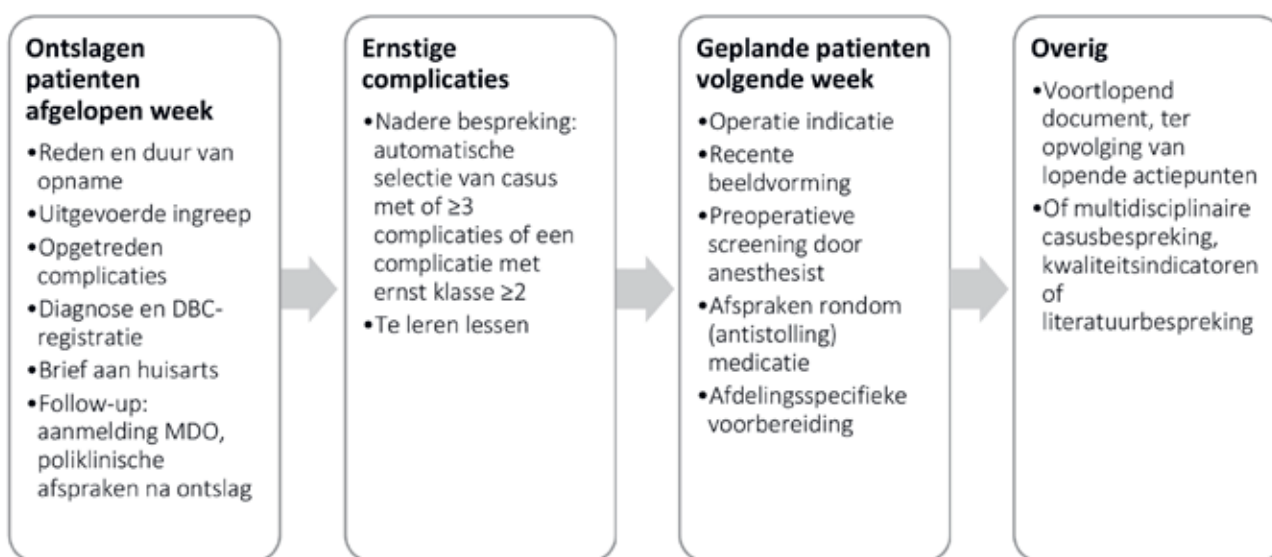 Ontslagen
patienten
afgelopen week
•Reden en duur van
opname
•Uitgevoerde ingreep
•Opgetreden
complicaties
•Diagnose en DBC-
registratie
•Brief aan huisarts
•Follow-up:
aanmelding MDO,
poliklinische
afspraken na ontslag
Ernstige
complicaties
•Nadere bespreking:
automatische
selectie van casus
met of ≥3
complicaties of een
complicatie met
ernst klasse ≥2
•Te leren lessen
Geplande patienten
volgende week
•Operatie indicatie
•Recente
beeldvorming
•Preoperatieve
screening door
anesthesist
•Afspraken rondom
(antistolling)
medicatie
•Afdelingsspecifieke
voorbereiding
Overig
•Voortlopend
document, ter
opvolging van
lopende actiepunten
•Of multidisciplinaire
casusbespreking,
kwaliteitsindicatoren
of
literatuurbespreking